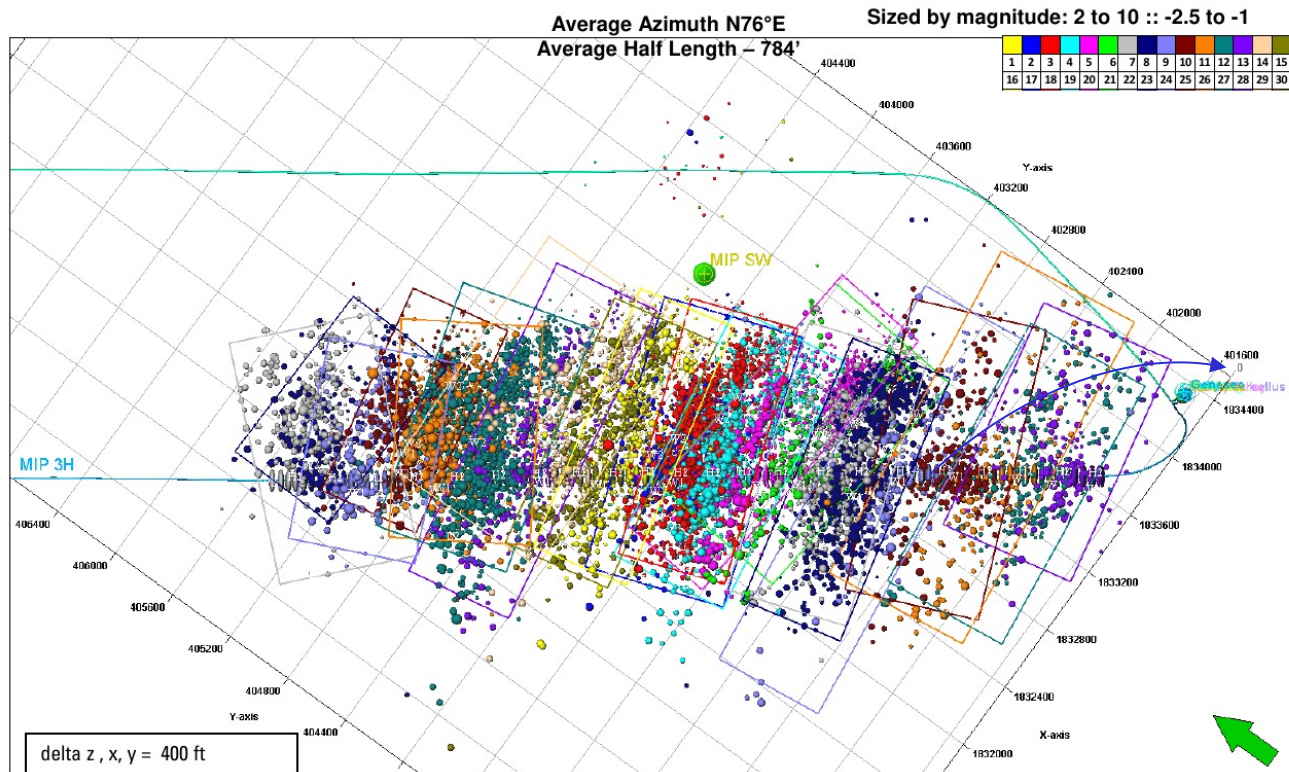 Average Azimuth N76°E
Average Half Length – 784’
Sized by magnitude: 2 to 10 :: -2.5 to -1
1 2 3 4 5 6 7 8 9 10 11 12 13 14 15
16 17 18 19 20 21 22 23 24 25 26 27 28 29 30
404400
404000
403600
Y-axis
403200
402800
402400
402000
401600
0
MIP SW
Geneseo
1834400
1834000
MIP 3H
1833600
406400
1833200
406000
405600
1832800
405200
1832400
404800
Y-axis
404400
X-axis
1832000
delta z , x, y = 400 ft